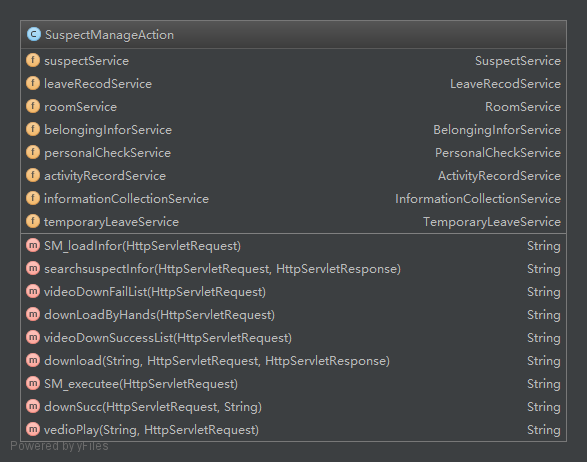 C SuspectManageAction
f suspectService SuspectService
f leaveRecodService LeaveRecodService
f roomService RoomService
f belongingInforService BelongingInforService
f personalCheckService PersonalCheckService
f activityRecordService ActivityRecordService
f informationCollectionService InformationCollectionService
f temporaryLeaveService TemporaryLeaveService
m SM_loadInfor(HttpServletRequest) String
m searchsuspectInfor(HttpServletRequest, HttpServletResponse) String
m videoDownFailList(HttpServletRequest) String
m downLoadByHands(HttpServletRequest) String
m videoDownSuccessList(HttpServletRequest) String
m download(String, HttpServletRequest, HttpServletResponse) String
m SM_executee(HttpServletRequest) String
m downSucc(HttpServletRequest, String) String
m vedioPlay(String, HttpServletRequest) String
Powered by yFiles